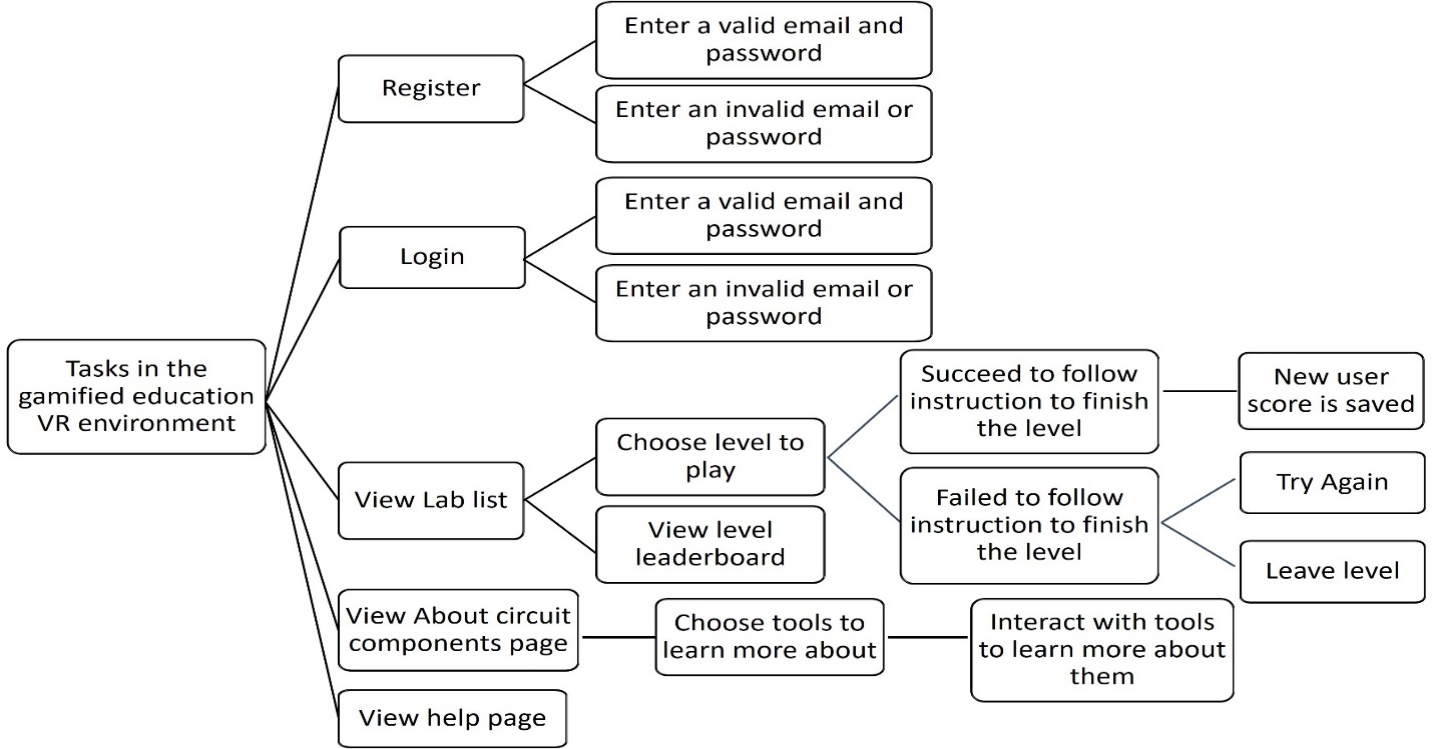 Tasks in the
gamified education
VR environment
Register
Enter a valid email and
password
Enter an invalid email or
password
Login
Enter a valid email and
password
Enter an invalid email or
password
View Lab list
Choose level to
play
Succeed to follow
instruction to finish
the level
New user
score is saved
Failed to follow
instruction to finish
the level
Try Again
Leave level
View level
leaderboard
View About circuit
components page
Choose tools to
learn more about
Interact with tools
to learn more about
them
View help page